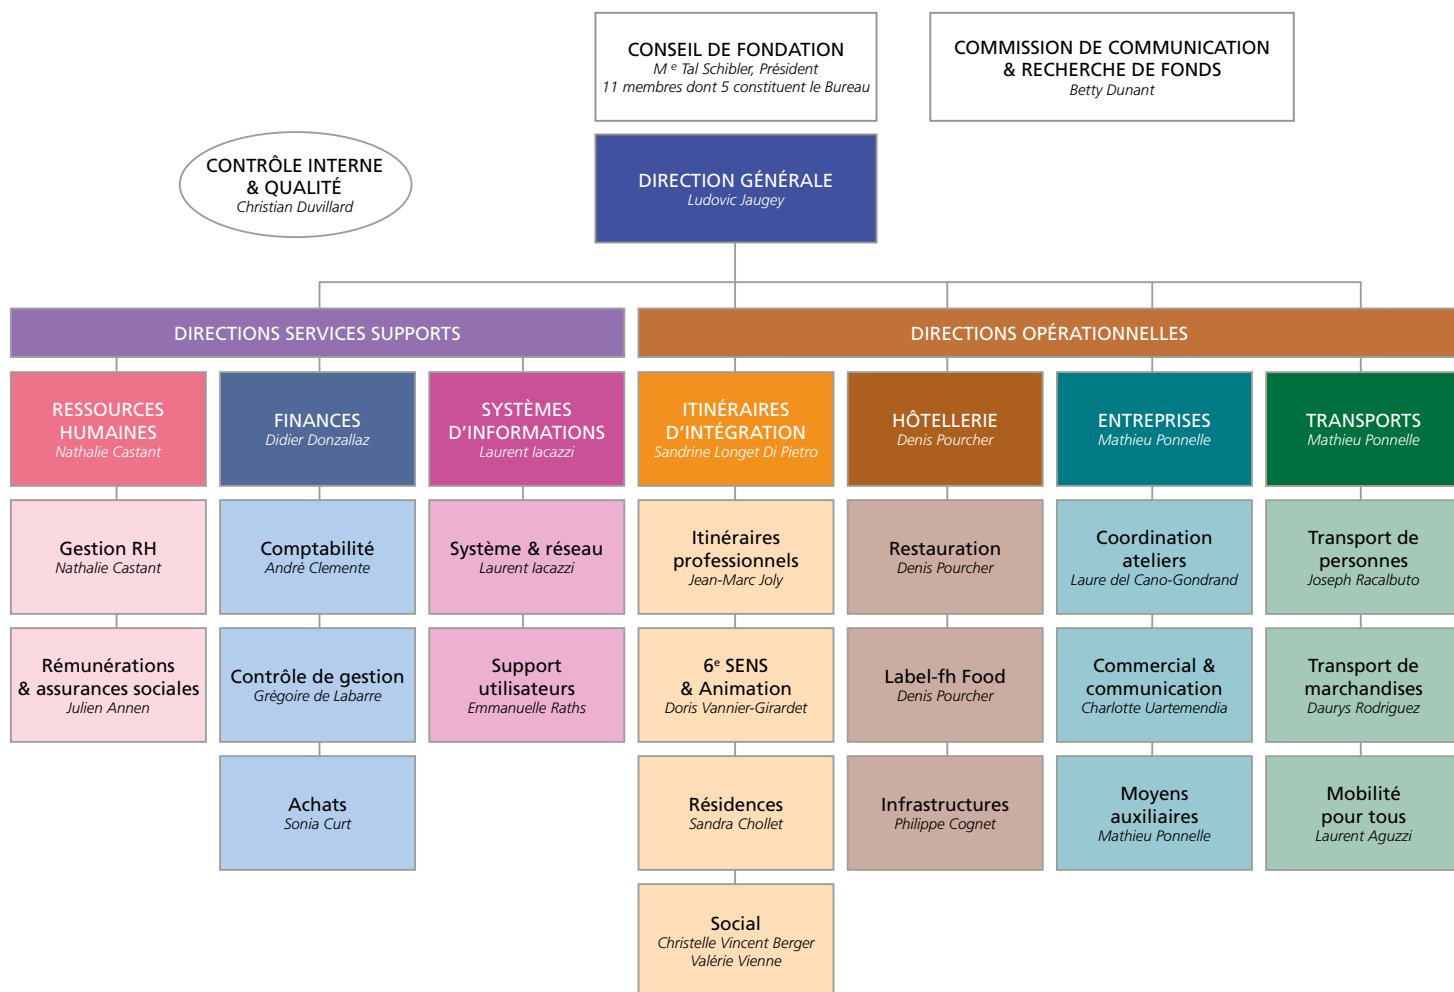 CONSEIL DE FONDATION
M e Tal Schibler, Président
11 membres dont 5 constituent le Bureau
COMMISSION DE COMMUNICATION
& RECHERCHE DE FONDS
Betty Dunant
CONTRÔLE INTERNE
& QUALITÉ
Christian Duvillard
DIRECTION GÉNÉRALE
Ludovic Jaugey
DIRECTIONS SERVICES SUPPORTS
DIRECTIONS OPÉRATIONNELLES
RESSOURCES
HUMAINES
Nathalie Castant
FINANCES
Didier Donzallaz
SYSTÈMES
D'INFORMATIONS
Laurent Iacazzi
ITINÉRAIRES
D'INTÉGRATION
Sandrine Longet Di Pietro
HÔTELLERIE
Denis Pourcher
ENTREPRISES
Mathieu Ponnelle
TRANSPORTS
Mathieu Ponnelle
Gestion RH
Nathalie Castant
Comptabilité
André Clemente
Système & réseau
Laurent Iacazzi
Itinéraires
professionnels
Jean-Marc Joly
Restauration
Denis Pourcher
Coordination
ateliers
Laure del Cano-Gondrand
Transport de
personnes
Joseph Racalbuto
Rémunérations
& assurances sociales
Julien Annen
Contrôle de gestion
Grégoire de Labarre
Support
utilisateurs
Emmanuelle Raths
6e SENS
& Animation
Doris Vannier-Girardet
Label-fh Food
Denis Pourcher
Commercial &
communication
Charlotte Uartemendia
Transport de
marchandises
Daurys Rodriguez
Achats
Sonia Curt
Résidences
Sandra Chollet
Infrastructures
Philippe Cognet
Moyens
auxiliaires
Mathieu Ponnelle
Mobilité
pour tous
Laurent Aguzzi
Social
Christelle Vincent Berger
Valérie Vienne